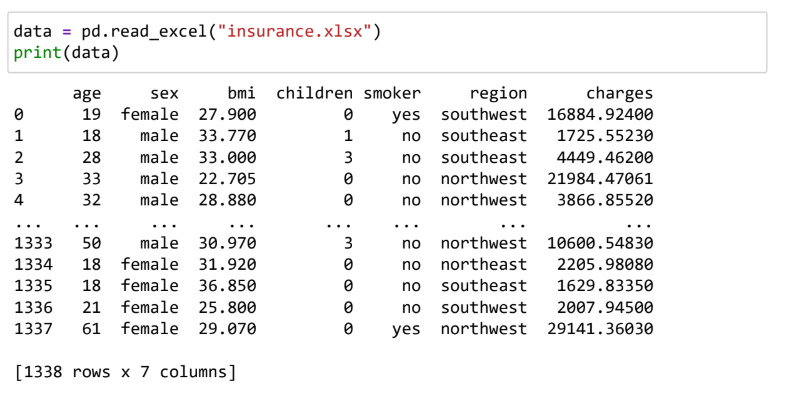 data = pd.read_excel("insurance.xlsx")
print(data)
age sex bmi children smoker region charges
0 19 female 27.900 0 yes southwest 16884.92400
1 18 male 33.770 1 no southeast 1725.55230
2 28 male 33.000 3 no southeast 4449.46200
3 33 male 22.705 0 no northwest 21984.47061
4 32 male 28.880 0 no northwest 3866.85520
... ... ... ... ... ... ... ...
1333 50 male 30.970 3 no northwest 10600.54830
1334 18 female 31.920 0 no northeast 2205.98080
1335 18 female 36.850 0 no southeast 1629.83350
1336 21 female 25.800 0 no southwest 2007.94500
1337 61 female 29.070 0 yes northwest 29141.36030
[1338 rows x 7 columns]